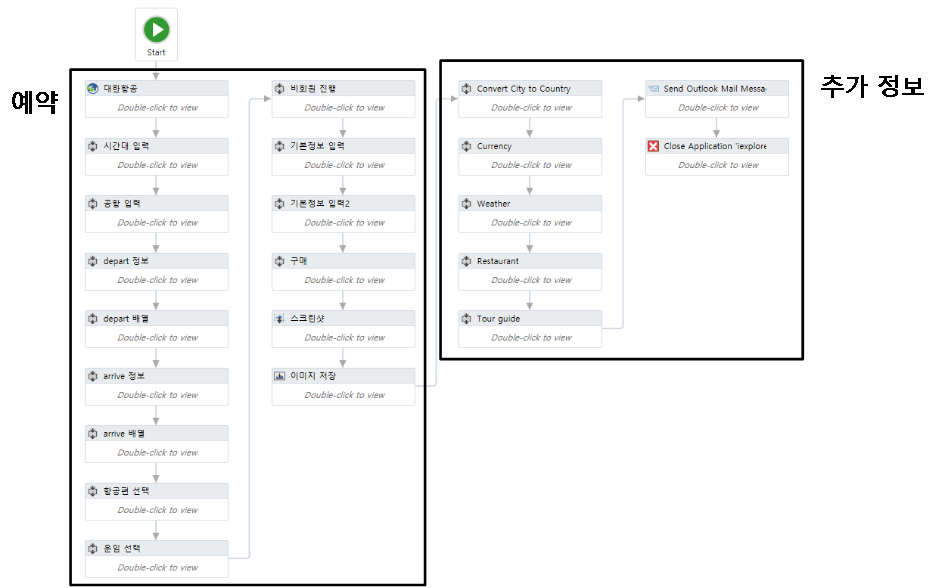 Start
예약
대한항공
Double-click to view
시간대 입력
Double-click to view
공항 입력
Double-click to view
depart 정보
Double-click to view
depart 배열
Double-click to view
arrive 정보
Double-click to view
arrive 배열
Double-click to view
항공편 선택
Double-click to view
운임 선택
Double-click to view
비회원 진행
Double-click to view
기본정보 입력
Double-click to view
기본정보 입력2
Double-click to view
구매
Double-click to view
스크린샷
Double-click to view
이미지 저장
Double-click to view
추가 정보
Convert City to Country
Double-click to view
Currency
Double-click to view
Weather
Double-click to view
Restaurant
Double-click to view
Tour guide
Double-click to view
Send Outlook Mail Messa
Double-click to view
Close Application 'iexplore
Double-click to view